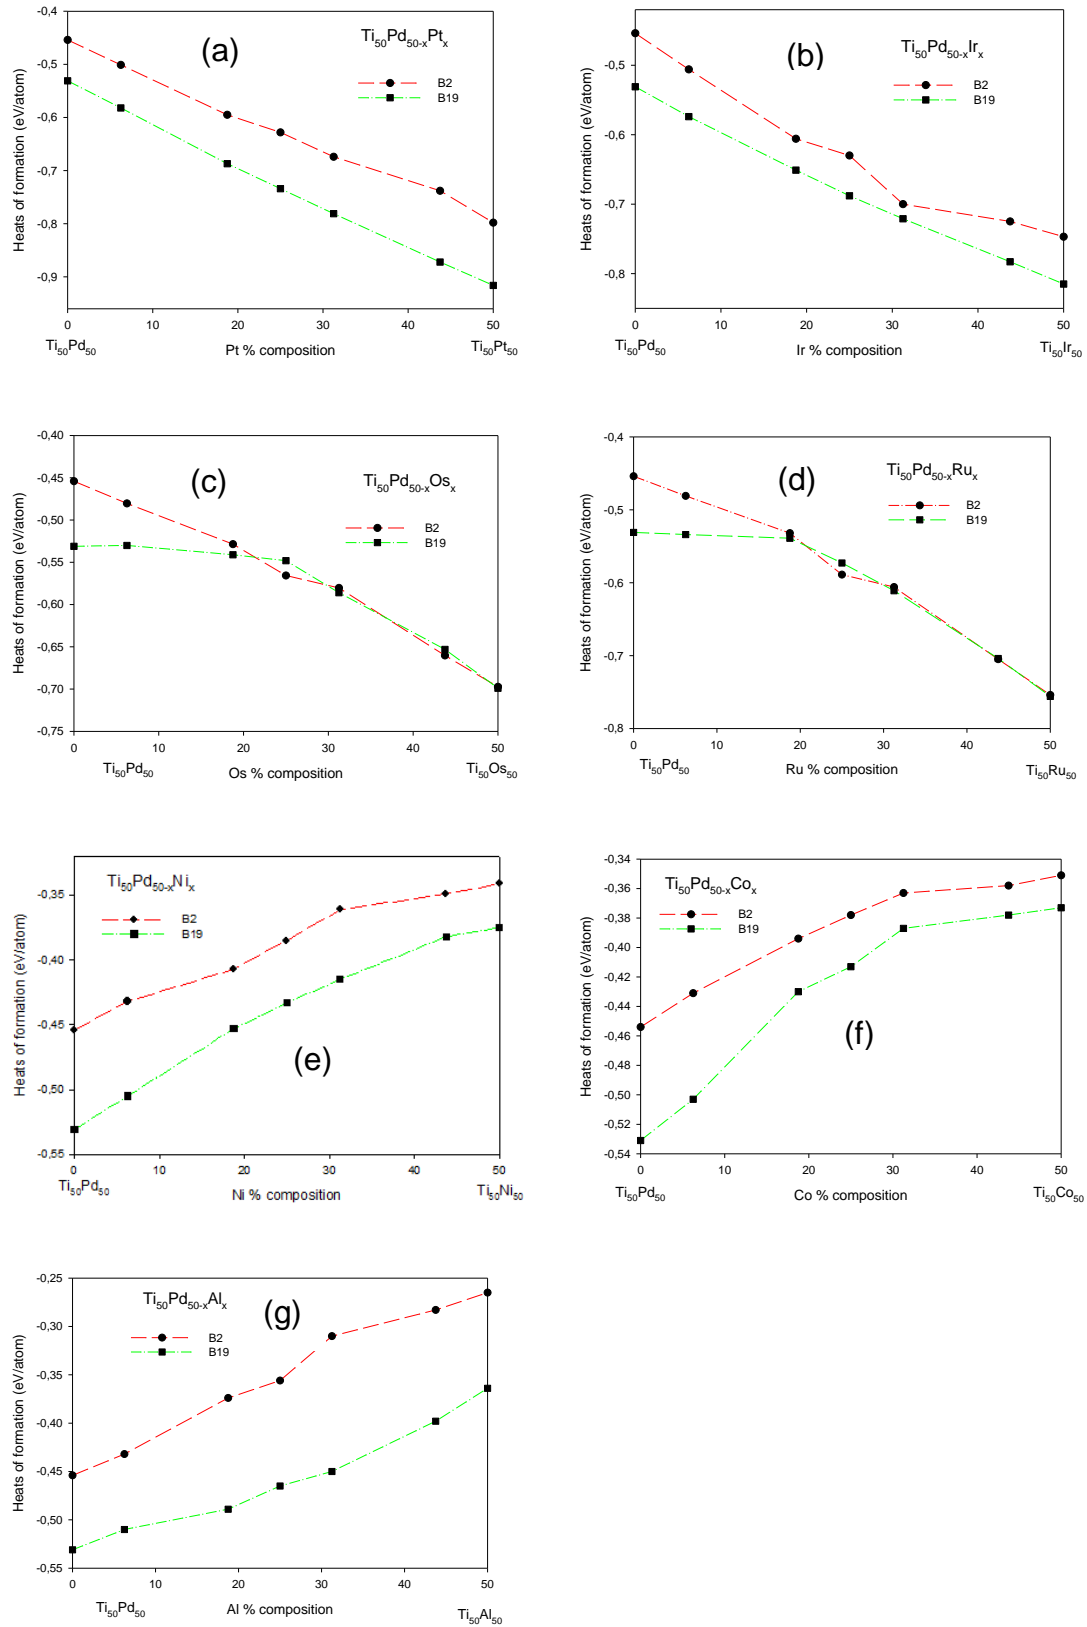 (a)
Ti50Pd50-xPtx
B2
B19
Heats of formation (eV/atom)
-0,4
-0,5
-0,6
-0,7
-0,8
-0,9
0 10 20 30 40 50
Ti50Pd50 Pt % composition Ti50Pt50
(b)
Ti50Pd50-xIrx
B2
B19
Heats of formation (eV/atom)
-0,5
-0,6
-0,7
-0,8
0 10 20 30 40 50
Ti50Pd50 Ir % composition Ti50Ir50
(c)
Ti50Pd50-xOsx
B2
B19
Heats of formation (eV/atom)
-0,40
-0,45
-0,50
-0,55
-0,60
-0,65
-0,70
-0,75
0 10 20 30 40 50
Ti50Pd50 Os % composition Ti50Os50
(d)
Ti50Pd50-xRux
B2
B19
Heats of formation (eV/atom)
-0,4
-0,5
-0,6
-0,7
-0,8
0 10 20 30 40 50
Ti50Pd50 Ru % composition Ti50Ru50
Ti50Pd50-xNix
B2
B19
(e)
Heats of formation (eV/atom)
-0,35
-0,40
-0,45
-0,50
-0,55
0 10 20 30 40 50
Ti50Pd50 Ni % composition Ti50Ni50
Ti50Pd50-xCox
B2
B19
(f)
Heats of formation (eV/atom)
-0,34
-0,36
-0,38
-0,40
-0,42
-0,44
-0,46
-0,48
-0,50
-0,52
-0,54
0 10 20 30 40 50
Ti50Pd50 Co % composition Ti50Co50
Ti50Pd50-xAlx
(g)
B2
B19
Heats of formation (eV/atom)
-0,25
-0,30
-0,35
-0,40
-0,45
-0,50
-0,55
0 10 20 30 40 50
Ti50Pd50 Al % composition Ti50Al50